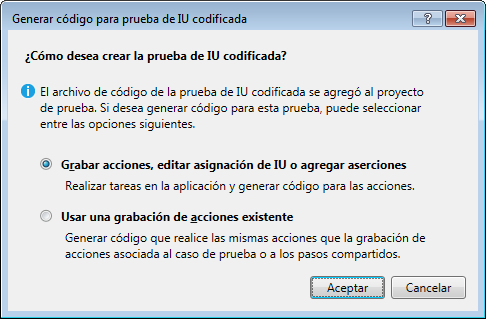 Generar código para prueba de IU codificada
?
¿Cómo desea crear la prueba de IU codificada?
El archivo de código de la prueba de IU codificada se agregó al proyecto
de prueba. Si desea generar código para esta prueba, puede seleccionar
entre las opciones siguientes.
Grabar acciones, editar asignación de IU o agregar aserciones
Realizar tareas en la aplicación y generar código para las acciones.
Usar una grabación de acciones existente
Generar código que realice las mismas acciones que la grabación de
acciones asociada al caso de prueba o a los pasos compartidos.
Aceptar Cancelar